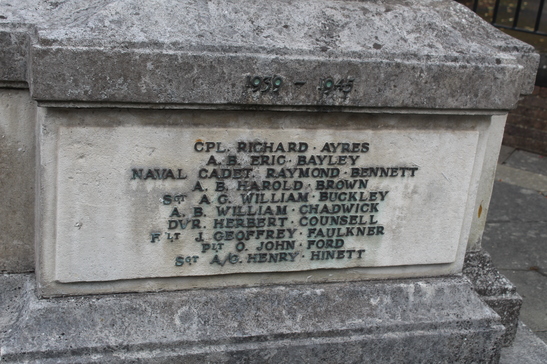 1939 - 1945
CPL. RICHARD · AYRES
A. B. ERIC · BAYLEY
NAVAL CADET. RAYMOND · BENNETT
A. B. HAROLD · BROWN
SGT A G. WILLIAM · BUCKLEY
A. B. WILLIAM · CHADWICK
DVR. HERBERT · COUNSELL
F LT J. GEOFFREY · FAULKNER
PLT O. JOHN · FORD
SGT A/G. HENRY · HINETT